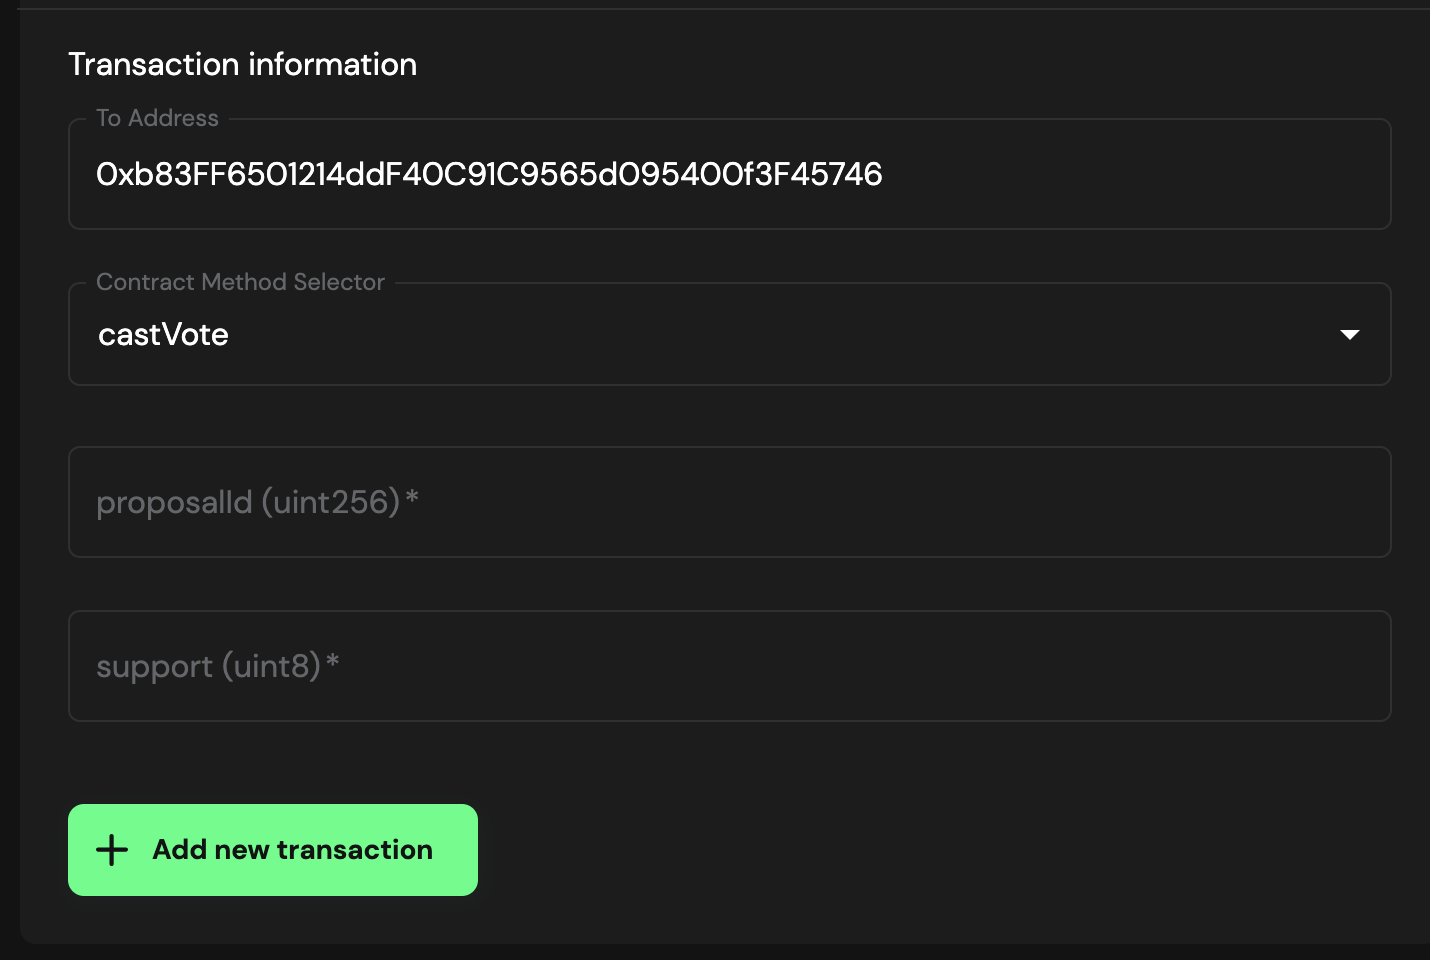 Transaction information
To Address
0xb83FF6501214ddF40C91C9565d095400f3F45746
Contract Method Selector
castVote
proposalId (uint256) *
support (uint8) *
Add new transaction